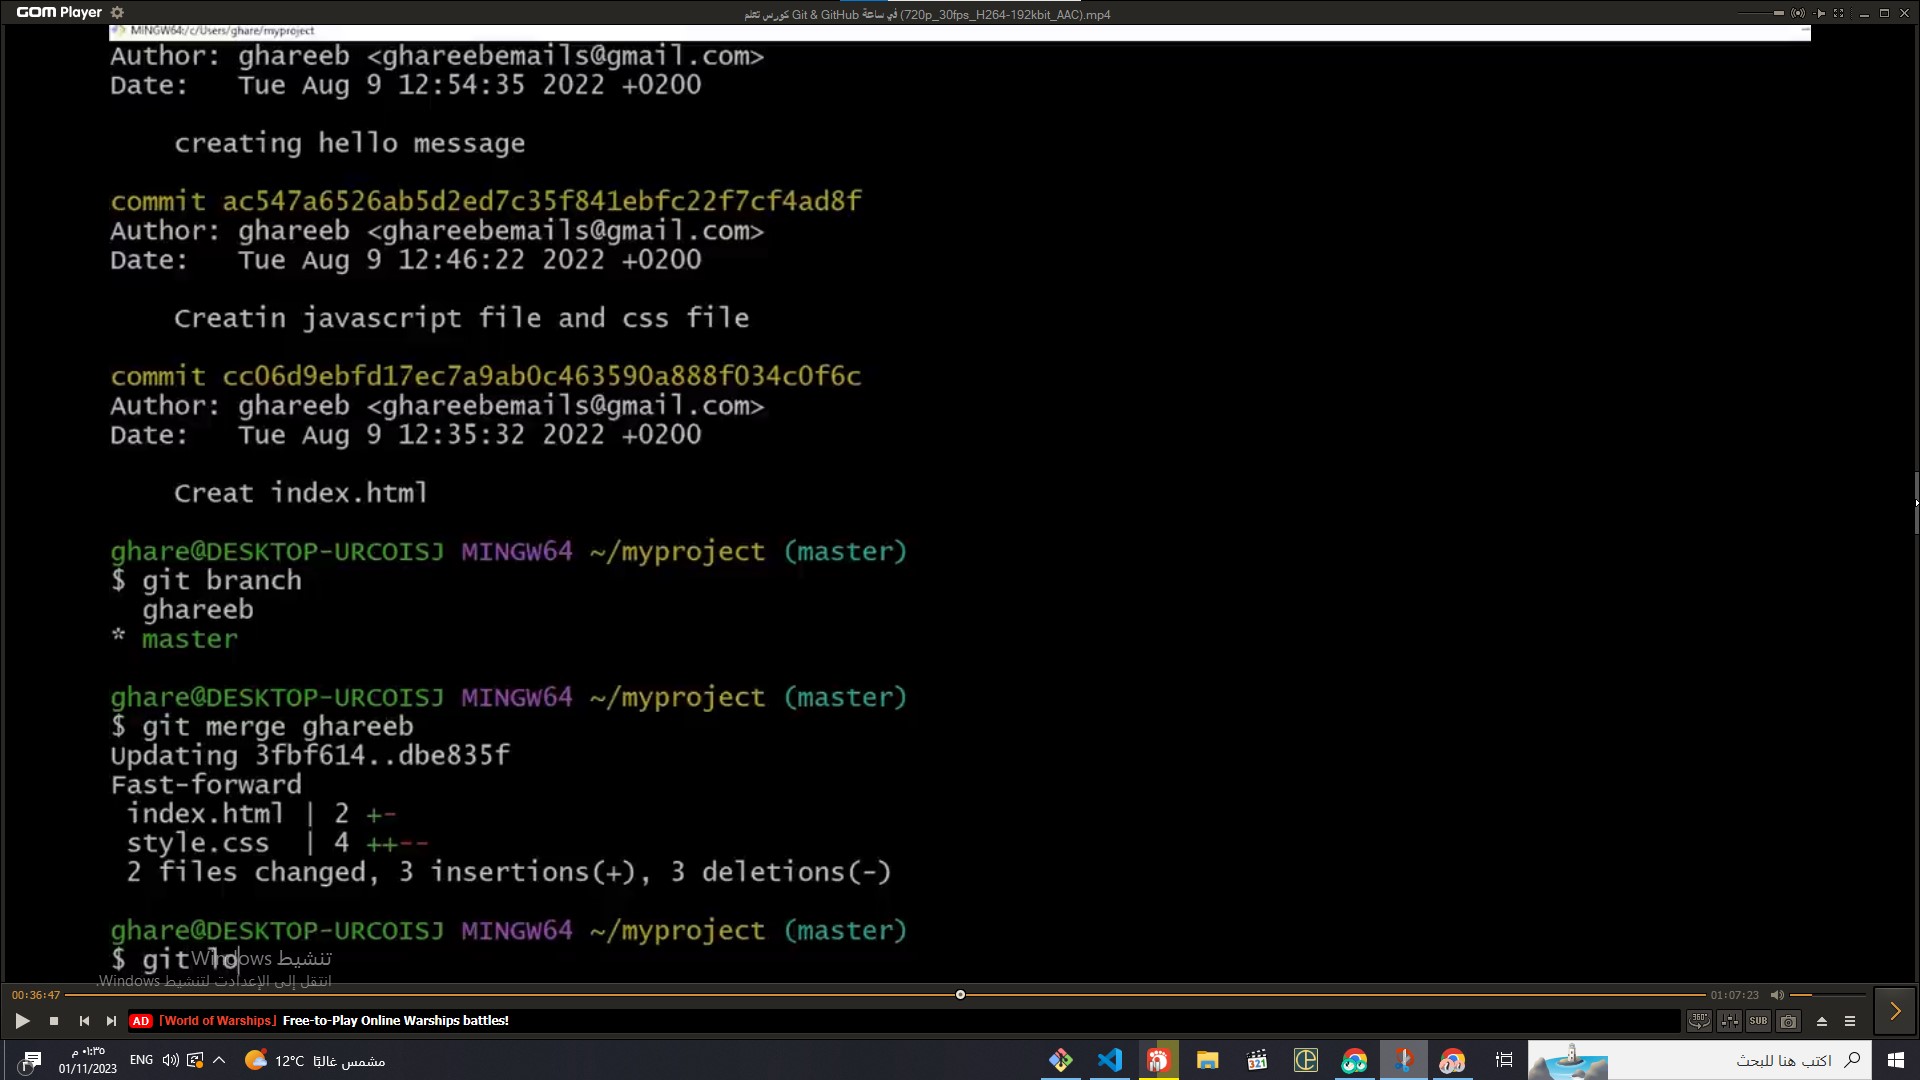 GOM Player
كورس تتعلم Git & GitHub في ساعة (720p_30fps_H264-192kbit_AAC).mp4
MINGW64:/c/Users/ghare/myproject
Author: ghareeb <ghareebemails@gmail.com>
Date:   Tue Aug 9 12:54:35 2022 +0200
creating hello message
commit ac547a6526ab5d2ed7c35f841ebfc22f7cf4ad8f
Author: ghareeb <ghareebemails@gmail.com>
Date:   Tue Aug 9 12:46:22 2022 +0200
Creatin javascript file and css file
commit cc06d9ebfd17ec7a9ab0c463590a888f034c0f6c
Author: ghareeb <ghareebemails@gmail.com>
Date:   Tue Aug 9 12:35:32 2022 +0200
Creat index.html
ghare@DESKTOP-URCOISJ MINGW64 ~/myproject (master)
$ git branch
ghareeb
* master
ghare@DESKTOP-URCOISJ MINGW64 ~/myproject (master)
$ git merge ghareeb
Updating 3fbf614..dbe835f
Fast-forward
index.html | 2 +-
style.css  | 4 ++--
2 files changed, 3 insertions(+), 3 deletions(-)
ghare@DESKTOP-URCOISJ MINGW64 ~/myproject (master)
$ git lo
تنشيط Windows
انتقل إلى الإعدادات لتنشيط Windows.
00:36:47
01:07:23
AD [World of Warships] Free-to-Play Online Warships battles!
360°
SUB
٠١:٣٥ م
01/11/2023
ENG
12°C مشمس غالبًا
321
اكتب هنا للبحث